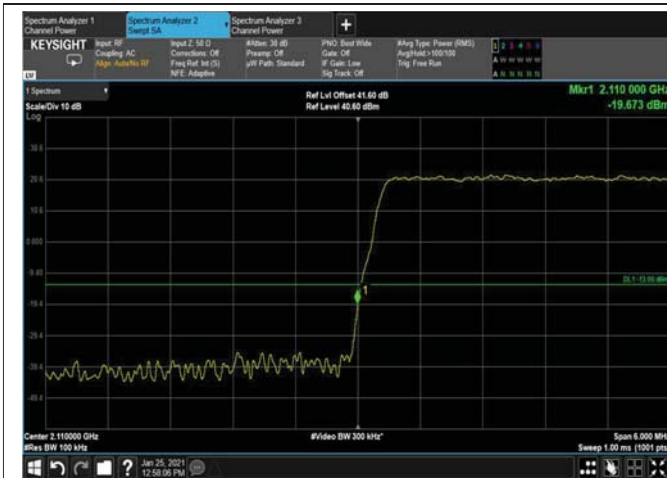 Spectrum Analyzer 1
Channel Power
Spectrum Analyzer 2
Swept SA
Spectrum Analyzer 3
Channel Power
+
KEYSIGHT
Input: RF
Coupling: AC
Align: Auto/No RF
Input Z: 50 Ω
Corrections: Off
Freq Ref: Int (S)
NFE: Adaptive
#Atten: 30 dB
Preamp: Off
µW Path: Standard
PNO: Best Wide
Gate: Off
IF Gain: Low
Sig Track: Off
#Avg Type: Power (RMS)
Avg|Hold:>100/100
Trig: Free Run
1 2 3 4 5 6
A W W W W W
A N N N N N
LV
1 Spectrum
Scale/Div 10 dB
Log
Ref Lvl Offset 41.60 dB
Ref Level 40.60 dBm
Mkr1 2.110 000 GHz
-19.673 dBm
30.6
20.6
10.6
0.600
-9.40
-19.4
-29.4
-39.4
-49.4
1
Center 2.110000 GHz
#Res BW 100 kHz
#Video BW 300 kHz*
Span 6.000 MHz
Sweep 1.00 ms (1001 pts)
Jan 25, 2021
12:58:06 PM